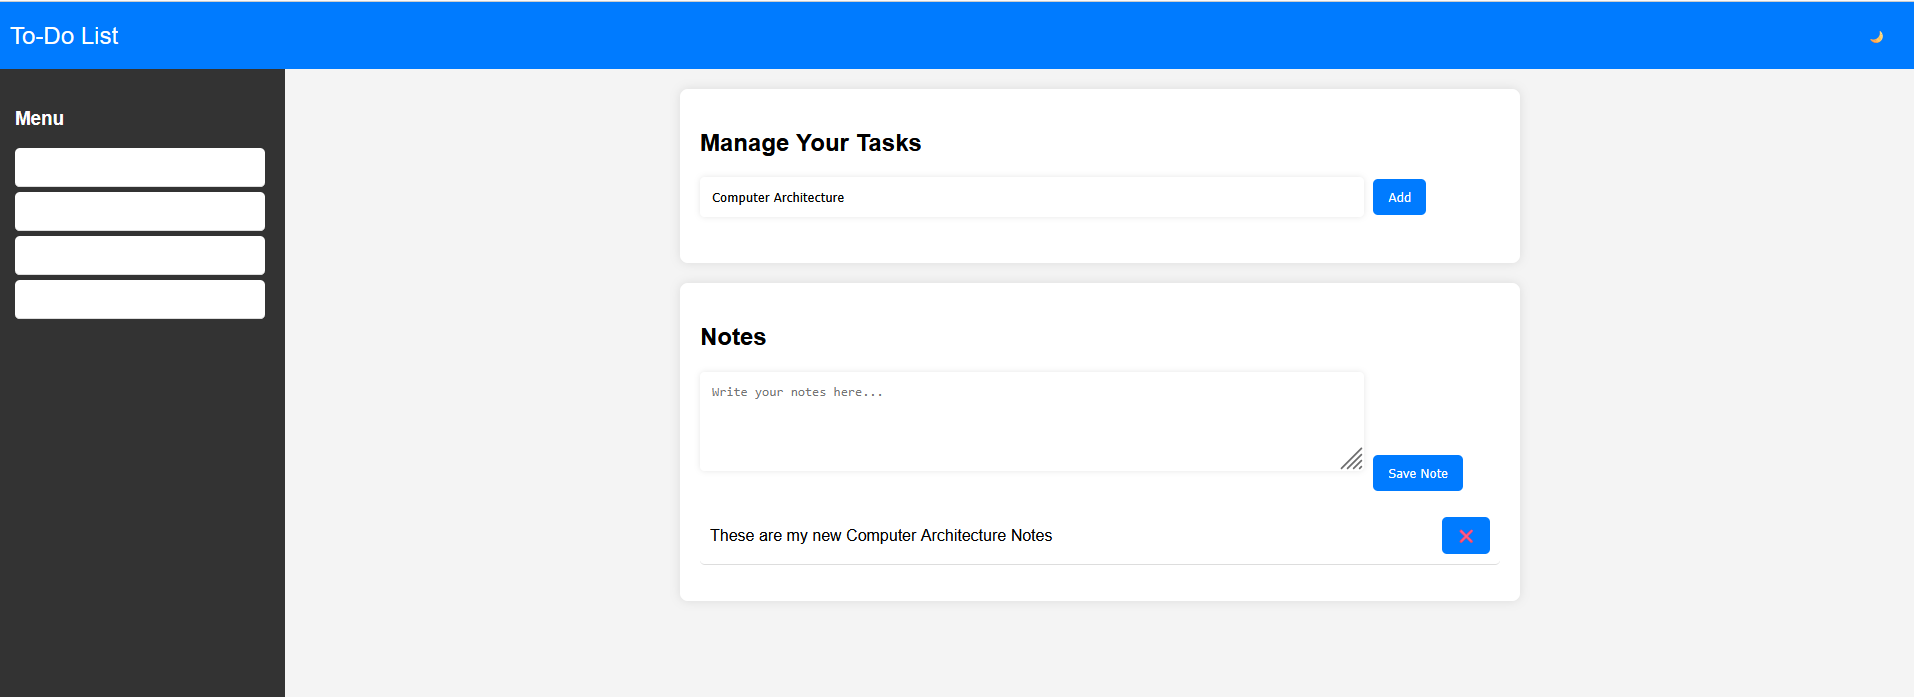 To-Do List
Menu
Manage Your Tasks
Computer Architecture
Add
Notes
Write your notes here...
Save Note
These are my new Computer Architecture Notes